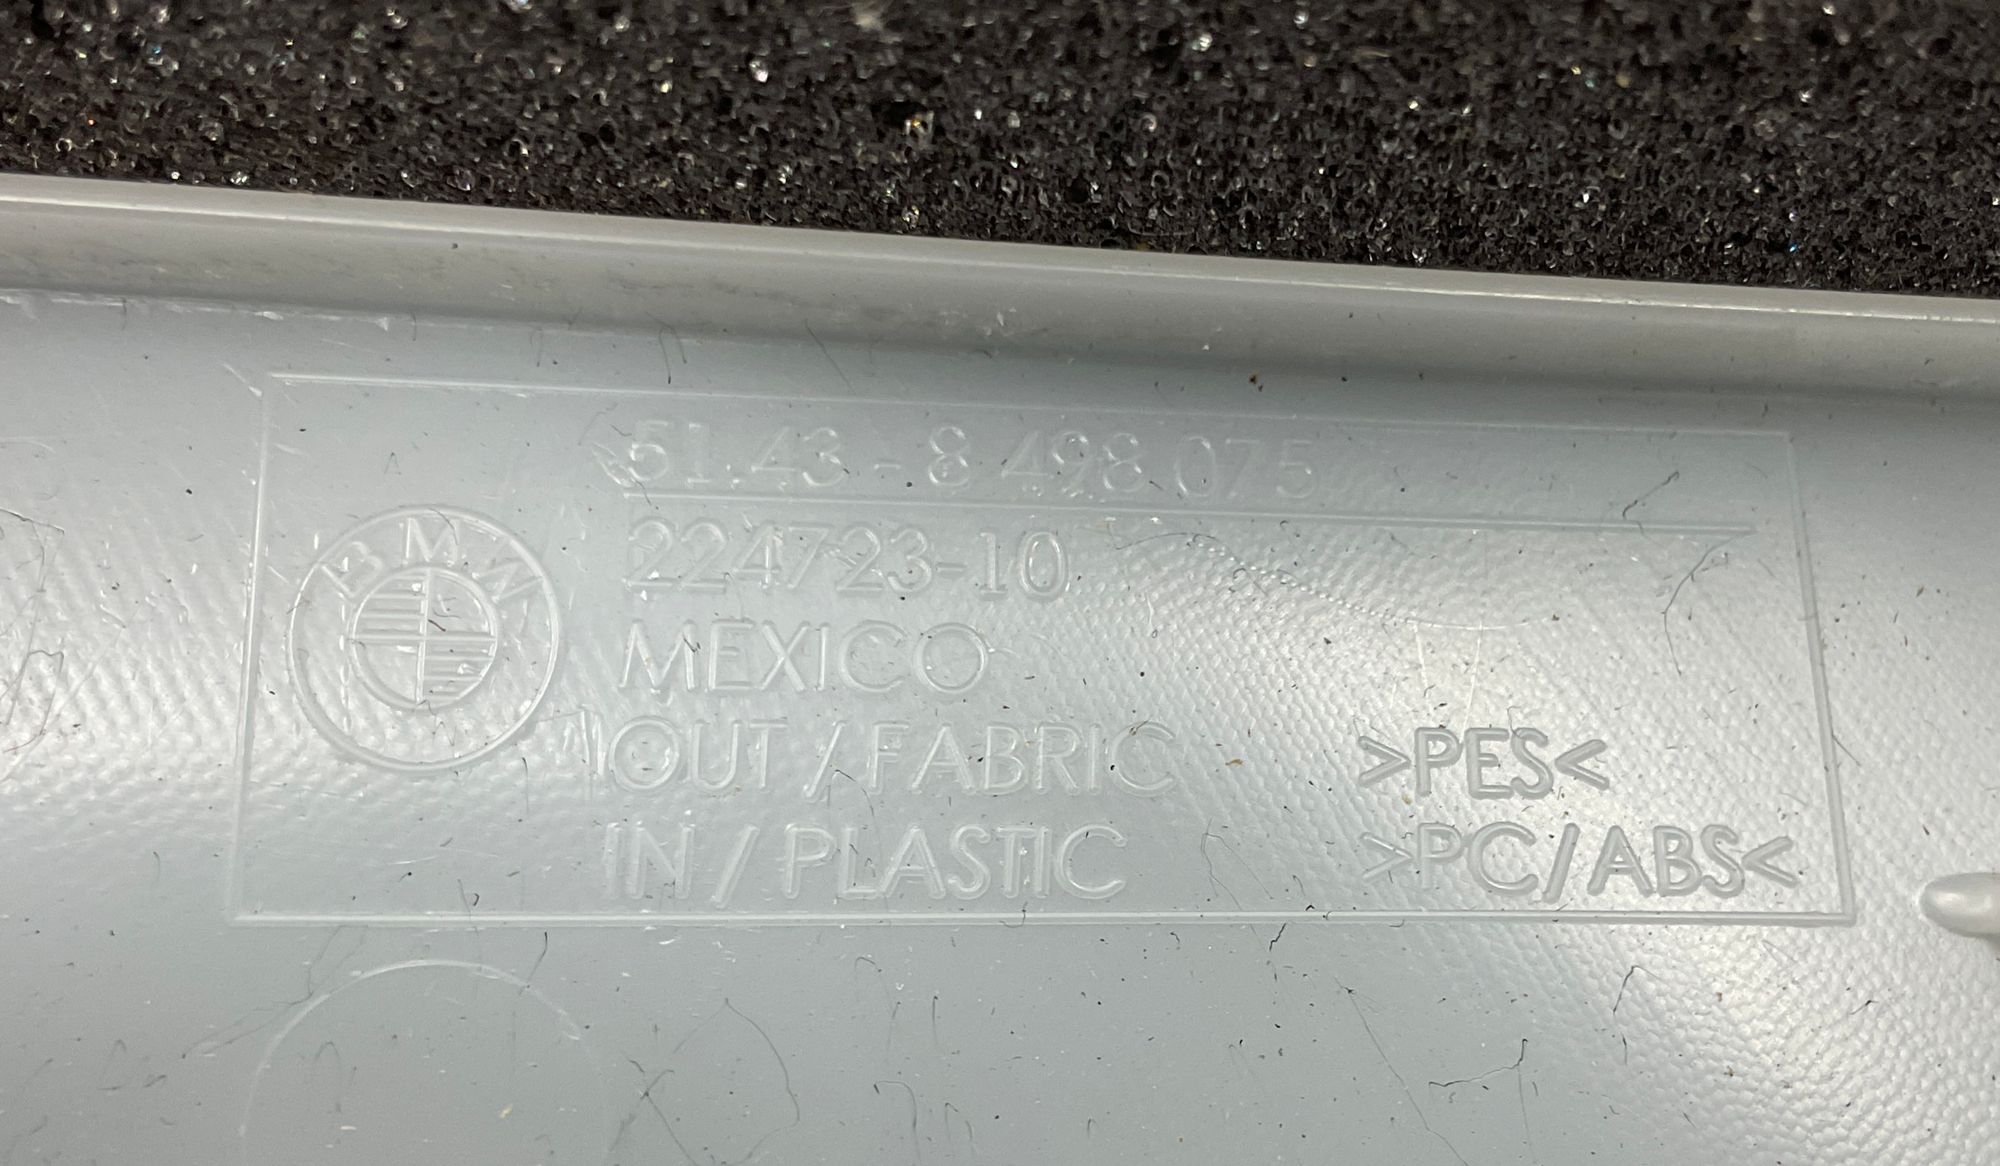 51.43 - 8 498 075
224723-10
BMW
MEXICO
OUT / FABRIC >PES<
IN / PLASTIC >PC/ABS<